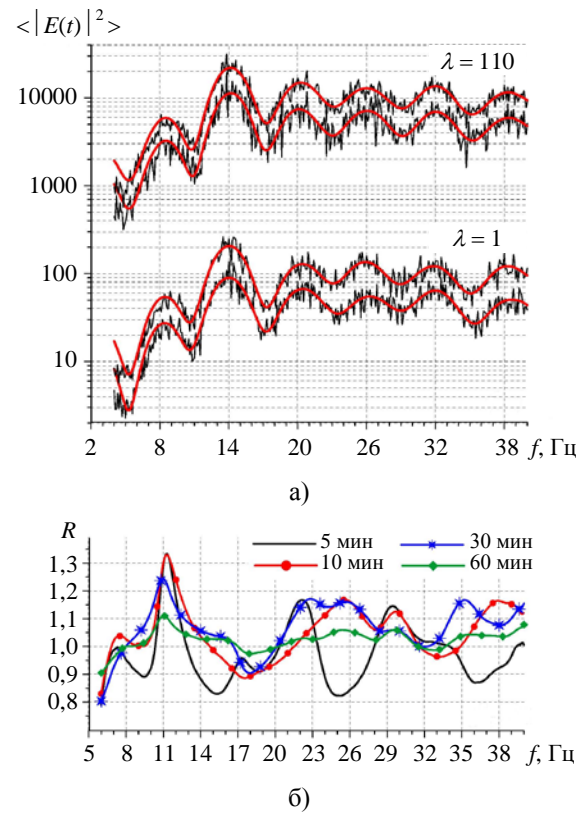 < | E(t) | ² >
λ = 110
10000
1000
λ = 1
100
10
2 8 14 20 26 32 38 f, Гц
а)
R
5 мин 30 мин
10 мин 60 мин
1,3
1,2
1,1
1,0
0,9
0,8
5 8 11 14 17 20 23 26 29 32 35 f, Гц
б)